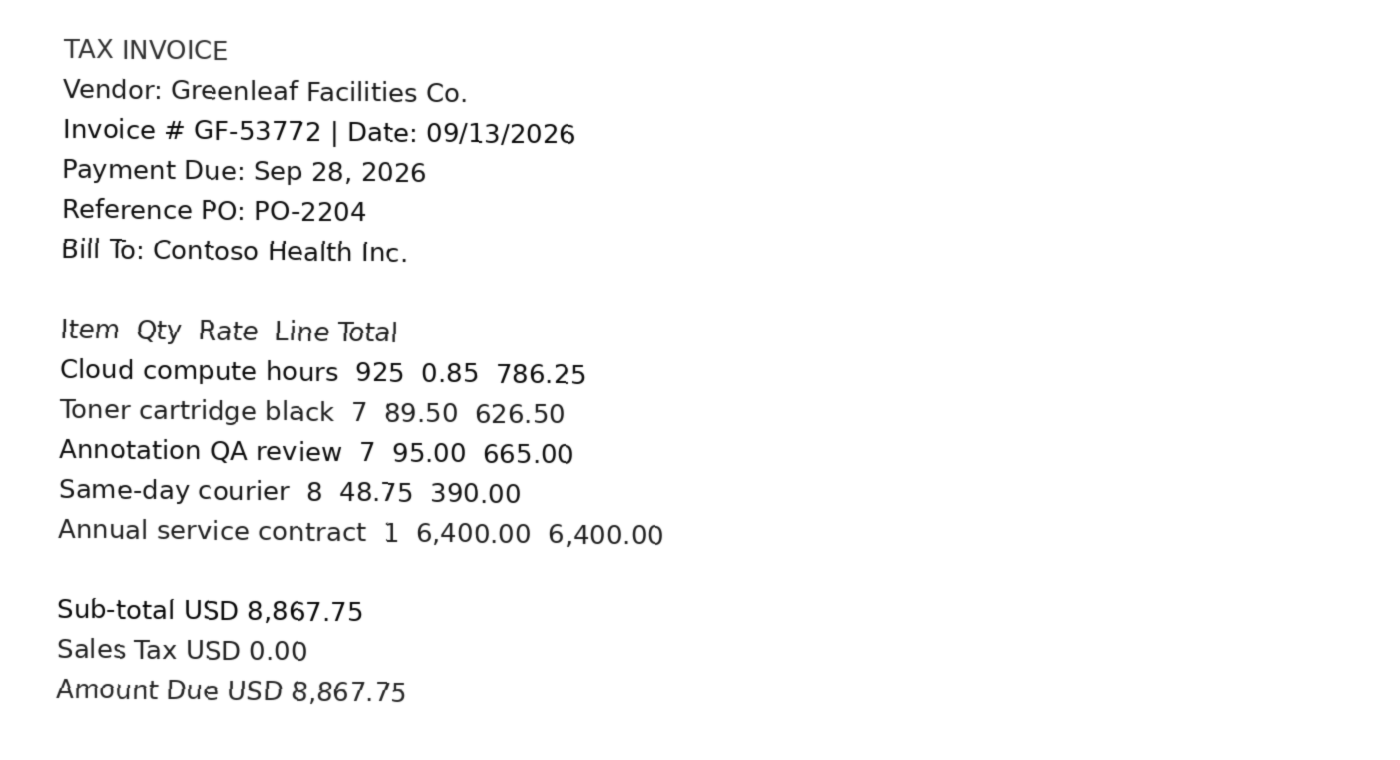 TAX INVOICE
Vendor: Greenleaf Facilities Co.
Invoice # GF-53772 | Date: 09/13/2026
Payment Due: Sep 28, 2026
Reference PO: PO-2204
Bill To: Contoso Health Inc.
Item Qty Rate Line Total
Cloud compute hours 925 0.85 786.25
Toner cartridge black 7 89.50 626.50
Annotation QA review 7 95.00 665.00
Same-day courier 8 48.75 390.00
Annual service contract 1 6,400.00 6,400.00
Sub-total USD 8,867.75
Sales Tax USD 0.00
Amount Due USD 8,867.75